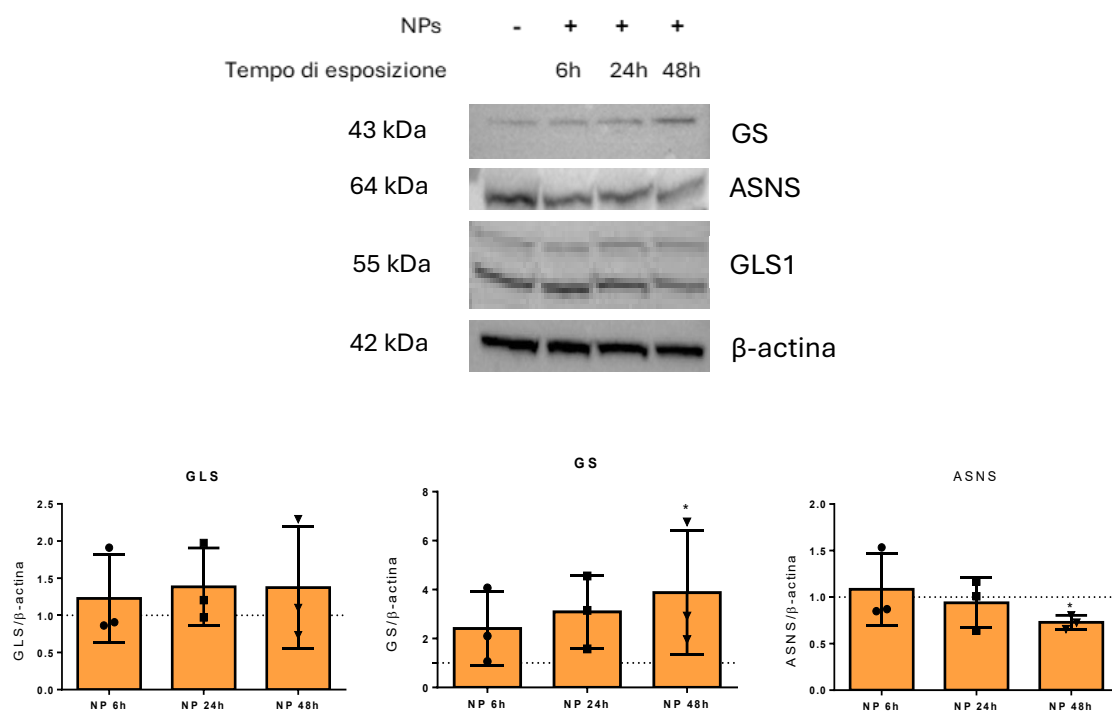 NPs - + + +
Tempo di esposizione 6h 24h 48h
43 kDa GS
64 kDa ASNS
55 kDa GLS1
42 kDa β-actina
GLS
GLS/β-actina
2.5
2.0
1.5
1.0
0.5
0.0
NP 6h NP 24h NP 48h
GS
GS/β-actina
8
6
4
2
0
*
NP 6h NP 24h NP 48h
ASNS
ASNS/β-actina
2.0
1.5
1.0
0.5
0.0
*
NP 6h NP 24h NP 48h